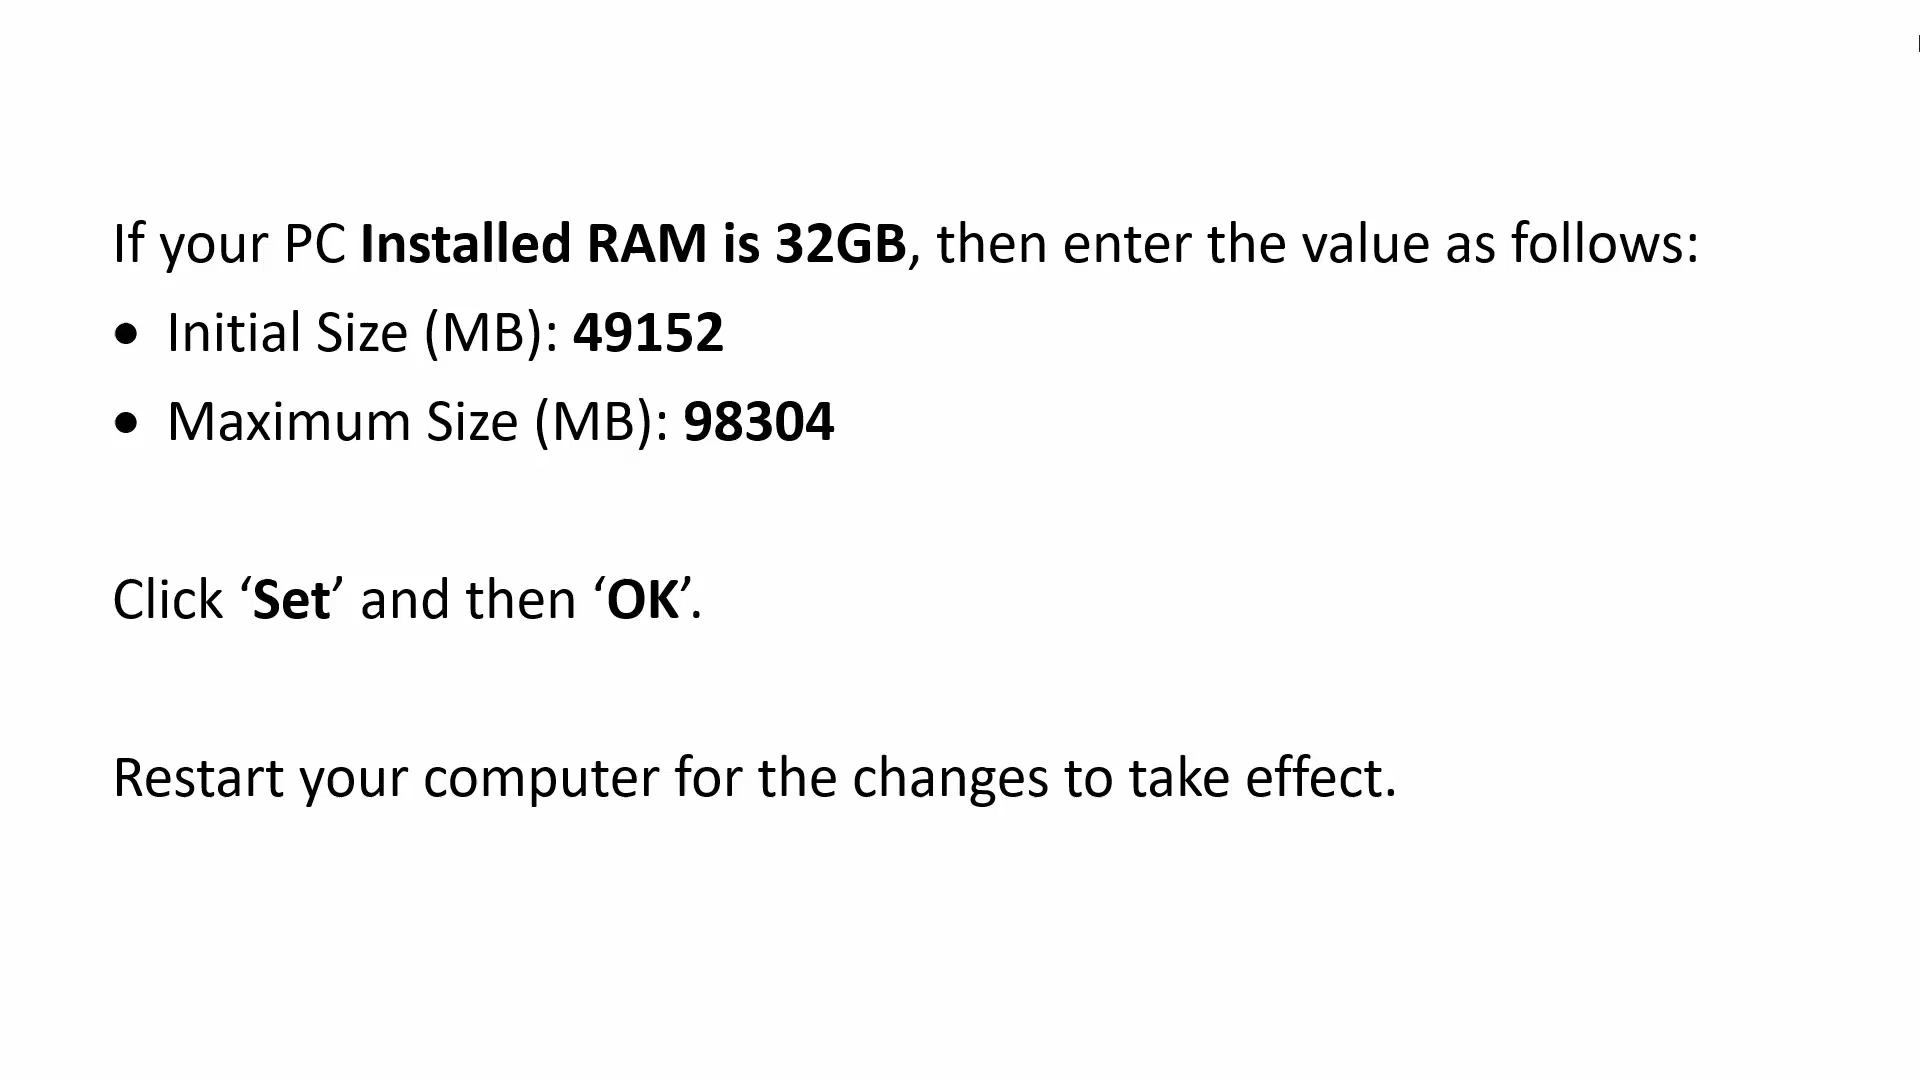 If your PC Installed RAM is 32GB, then enter the value as follows:
• Initial Size (MB): 49152
• Maximum Size (MB): 98304
Click ‘Set’ and then ‘OK’.
Restart your computer for the changes to take effect.